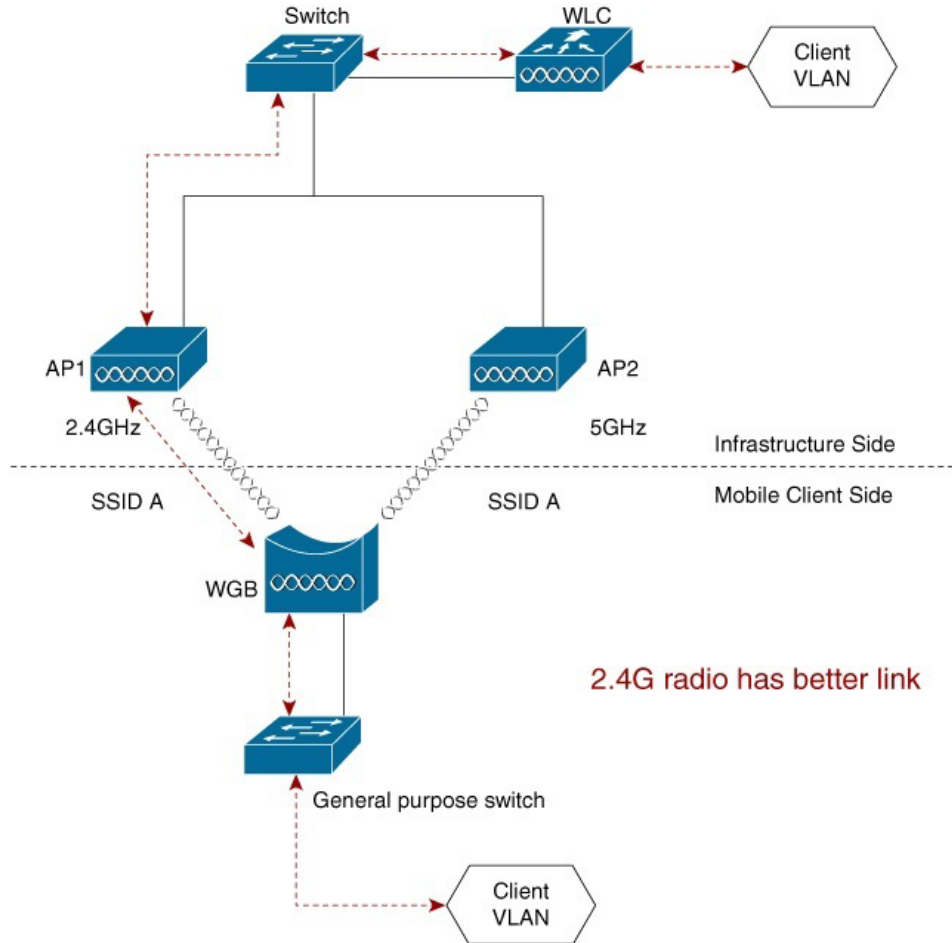 Switch
WLC
Client
VLAN
AP1
AP2
2.4GHz
5GHz
Infrastructure Side
SSID A
SSID A
Mobile Client Side
WGB
2.4G radio has better link
General purpose switch
Client
VLAN